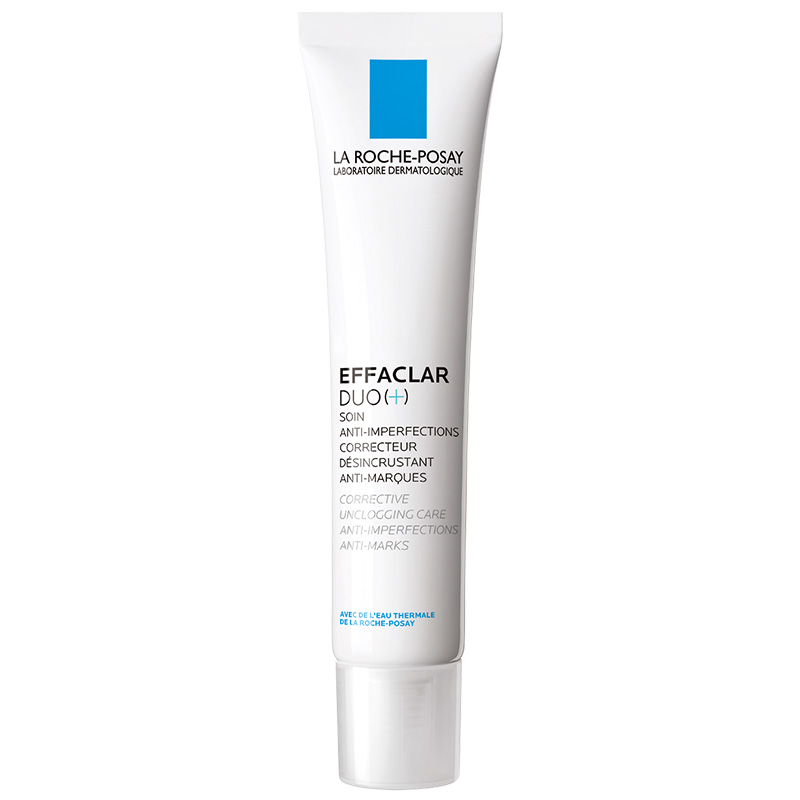 LA ROCHE-POSAY
LABORATOIRE DERMATOLOGIQUE
EFFACLAR
DUO(+)
SOIN
ANTI-IMPERFECTIONS
CORRECTEUR
DÉSINCRUSTANT
ANTI-MARQUES
CORRECTIVE
UNCLOGGING CARE
ANTI-IMPERFECTIONS
ANTI-MARKS
AVEC DE L'EAU THERMALE
DE LA ROCHE-POSAY